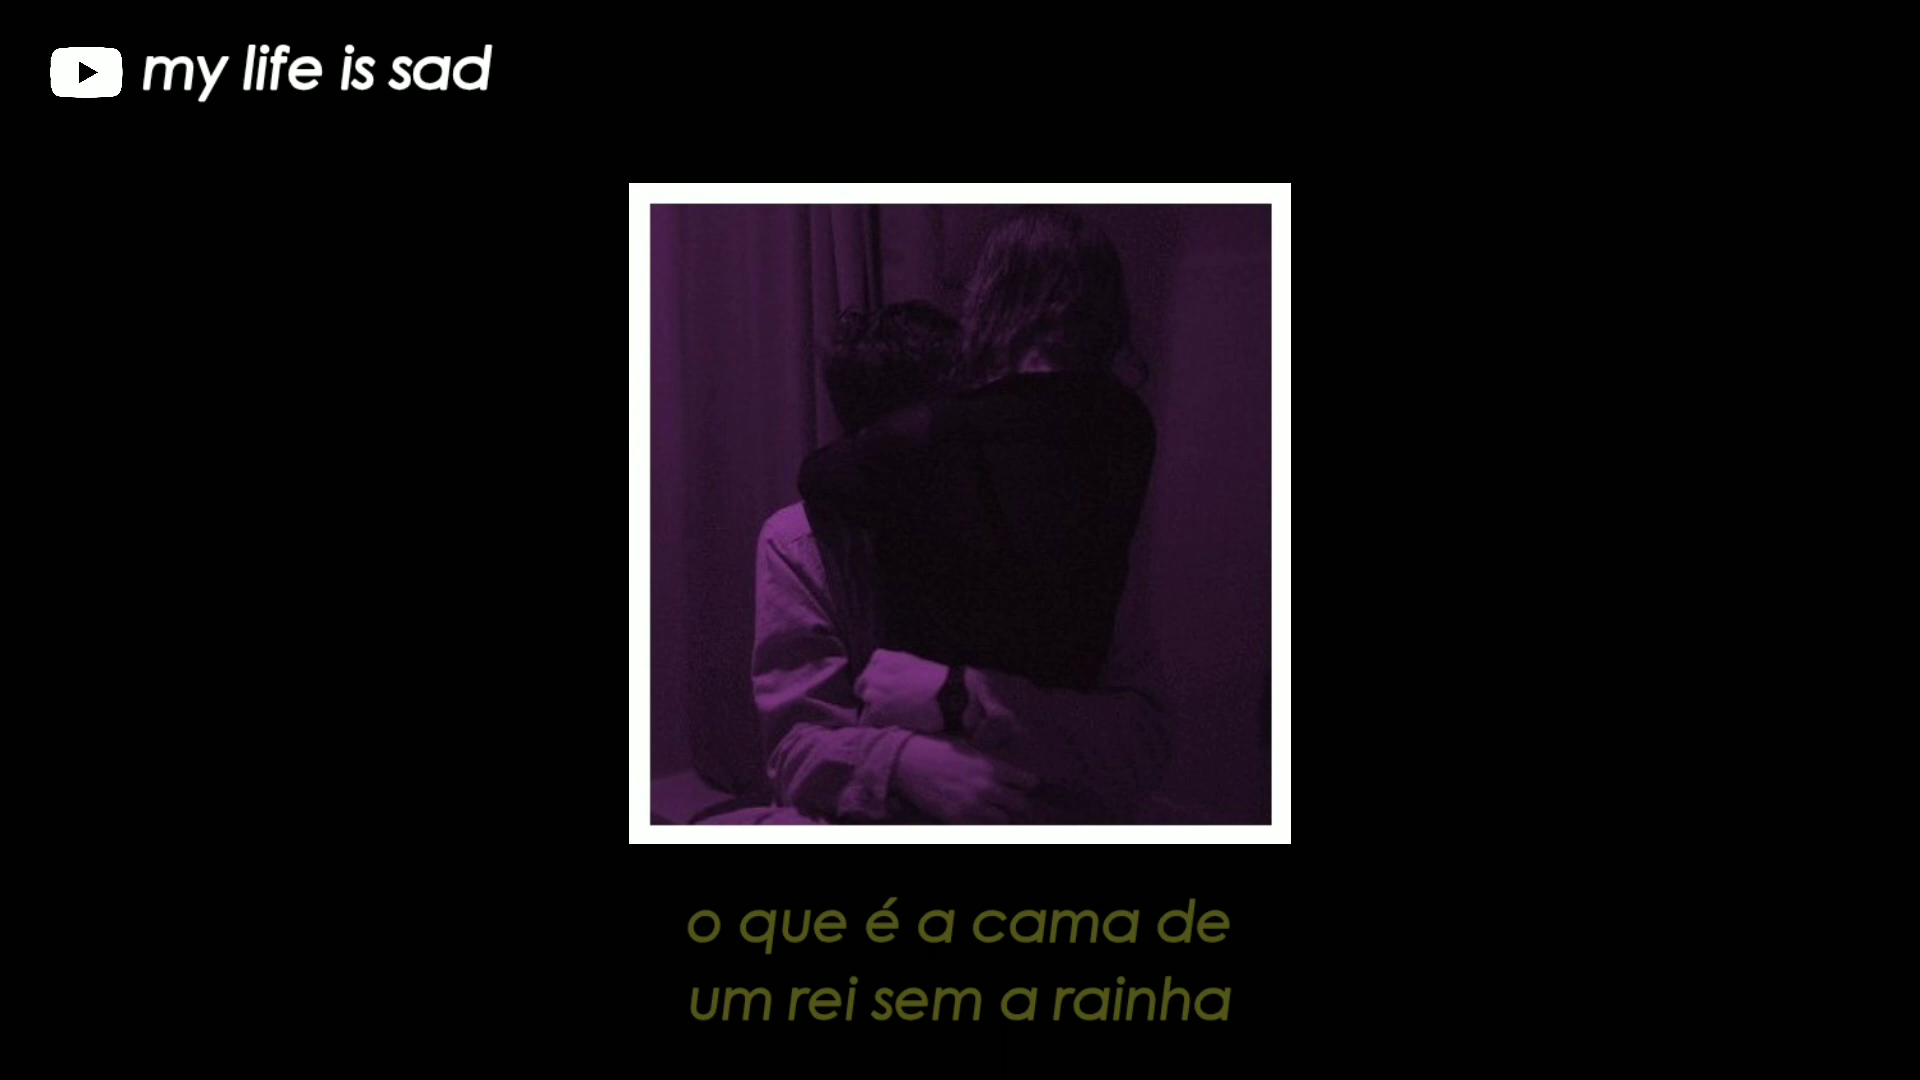 my life is sad
o que é a cama de
um rei sem a rainha